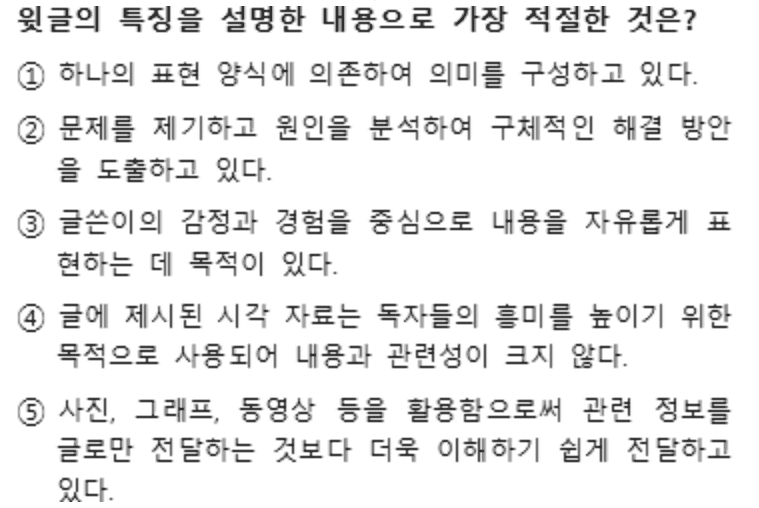 윗글의 특징을 설명한 내용으로 가장 적절한 것은?
① 하나의 표현 양식에 의존하여 의미를 구성하고 있다.
② 문제를 제기하고 원인을 분석하여 구체적인 해결 방안
을 도출하고 있다.
③ 글쓴이의 감정과 경험을 중심으로 내용을 자유롭게 표
현하는 데 목적이 있다.
④ 글에 제시된 시각 자료는 독자들의 흥미를 높이기 위한
목적으로 사용되어 내용과 관련성이 크지 않다.
⑤ 사진, 그래프, 동영상 등을 활용함으로써 관련 정보를
글로만 전달하는 것보다 더욱 이해하기 쉽게 전달하고
있다.